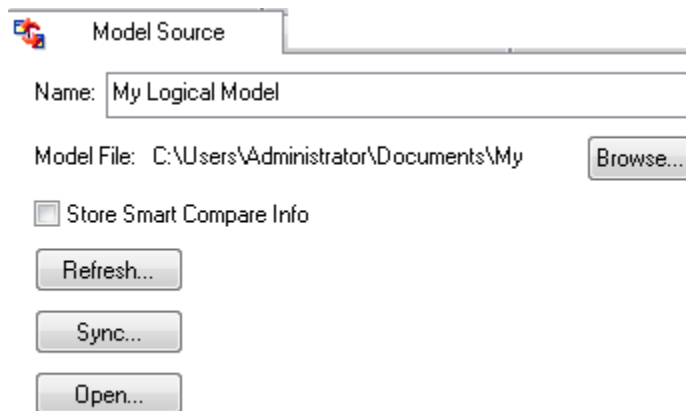 Model Source
Name: My Logical Model
Model File: C:\Users\Administrator\Documents\My Browse...
Store Smart Compare Info
Refresh...
Sync...
Open...